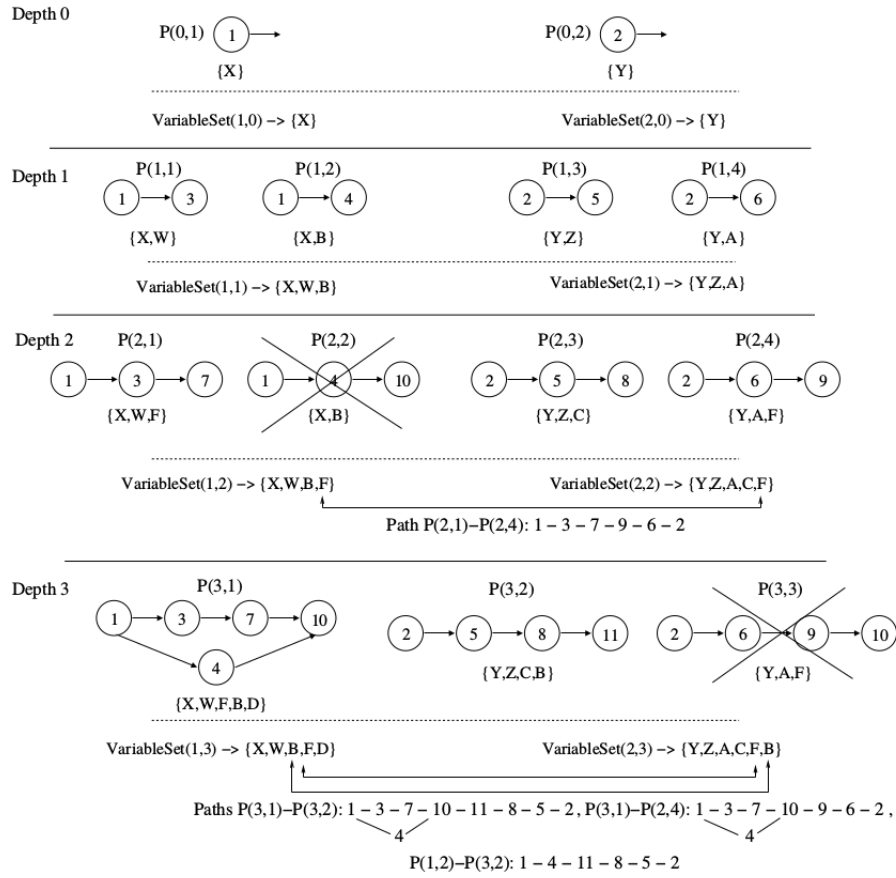 Depth 0
P(0,1) 1 P(0,2) 2
{X} {Y}
VariableSet(1,0) −> {X} VariableSet(2,0) −> {Y}
Depth 1 P(1,1) P(1,2) P(1,3) P(1,4)
1 3 1 4 2 5 2 6
{X,W} {X,B} {Y,Z} {Y,A}
VariableSet(1,1) −> {X,W,B} VariableSet(2,1) −> {Y,Z,A}
Depth 2 P(2,1) P(2,2) P(2,3) P(2,4)
1 3 7 1 4 10 2 5 8 2 6 9
{X,W,F} {X,B} {Y,Z,C} {Y,A,F}
VariableSet(1,2) −> {X,W,B,F} VariableSet(2,2) −> {Y,Z,A,C,F}
Path P(2,1)−P(2,4): 1 − 3 − 7 − 9 − 6 − 2
Depth 3 P(3,1) P(3,2) P(3,3)
1 3 7 10 2 5 8 11 2 6 9 10
4
{X,W,F,B,D} {Y,Z,C,B} {Y,A,F}
VariableSet(1,3) −> {X,W,B,F,D} VariableSet(2,3) −> {Y,Z,A,C,F,B}
Paths P(3,1)−P(3,2): 1 − 3 − 7 − 10 − 11 − 8 − 5 − 2 , P(3,1)−P(2,4): 1 − 3 − 7 − 10 − 9 − 6 − 2 ,
4 4
P(1,2)−P(3,2): 1 − 4 − 11 − 8 − 5 − 2